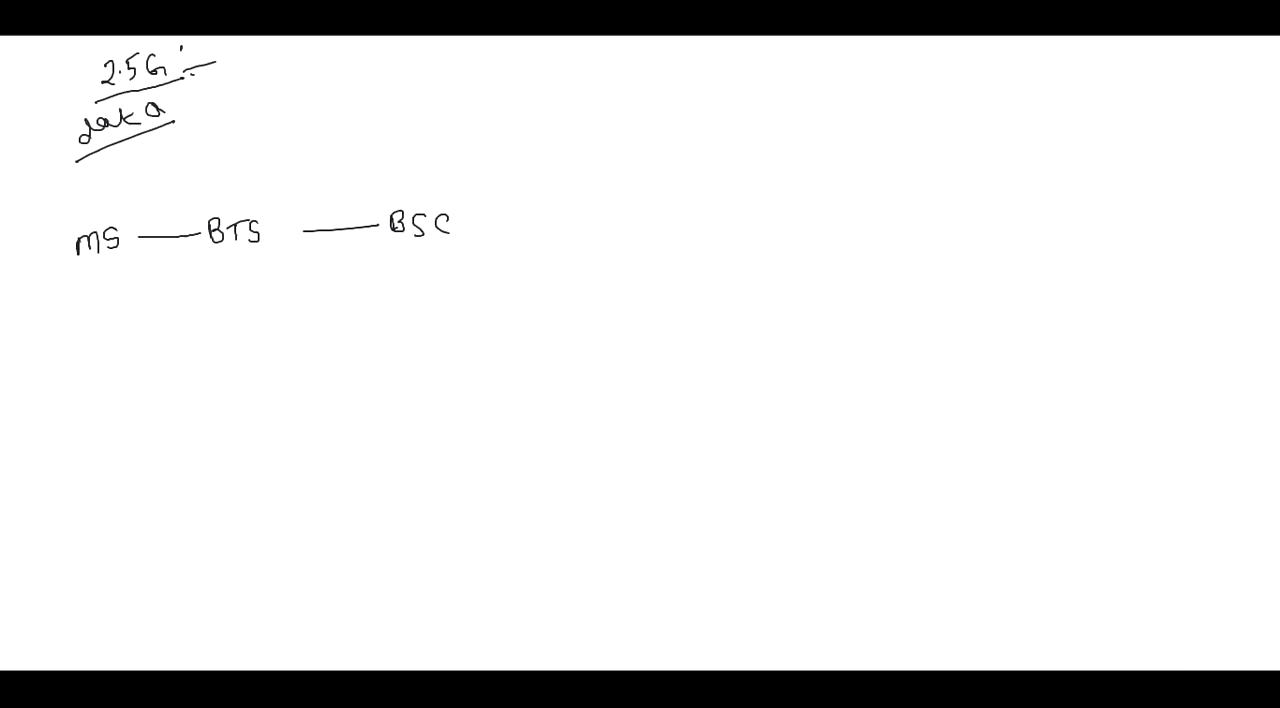 2.5G :-
data
MS — BTS — BSC